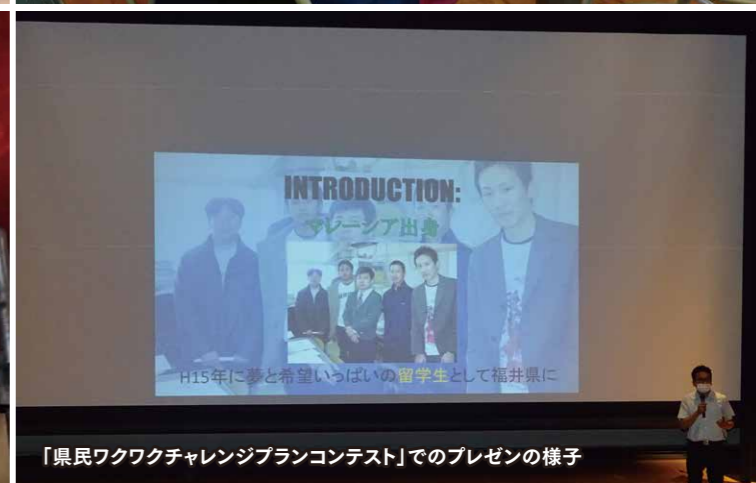 INTRODUCTION:
マレーシア出身
H15年に夢と希望いっぱいの留学生として福井県に
「県民ワクワクチャレンジプランコンテスト」でのプレゼンの様子